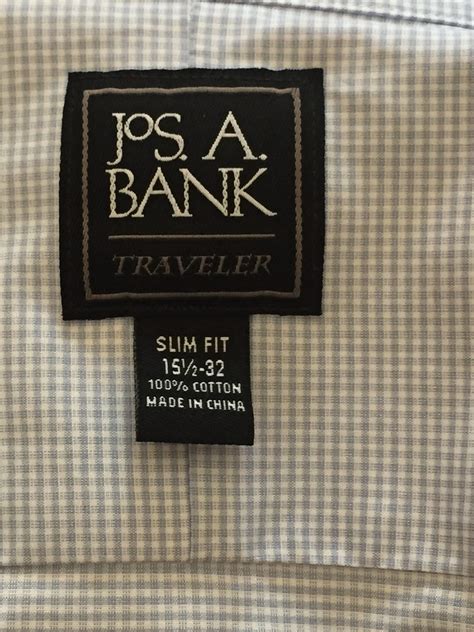 JOS. A.
BANK
TRAVELER
SLIM FIT
15½-32
100% COTTON
MADE IN CHINA